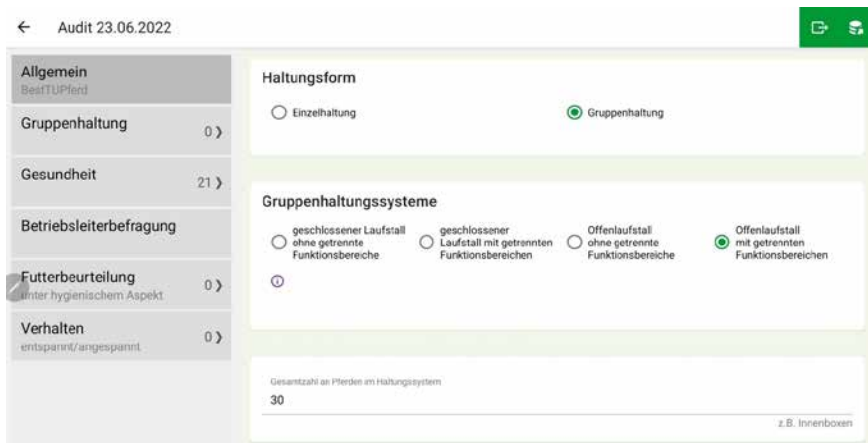 Audit 23.06.2022
Allgemein
BestTUPferd
Gruppenhaltung
0
Gesundheit
21
Betriebsleiterbefragung
Futterbeurteilung
unter hygienischem Aspekt
0
Verhalten
entspannt/angespannt
0
Haltungsform
Einzelhaltung
Gruppenhaltung
Gruppenhaltungssysteme
geschlossener Laufstall
ohne getrennte
Funktionsbereiche
geschlossener
Laufstall mit getrennten
Funktionsbereichen
Offenlaufstall
ohne getrennte
Funktionsbereiche
Offenlaufstall
mit getrennten
Funktionsbereichen
Gesamtzahl an Pferden im Haltungssystem
30
z.B. Innenboxen